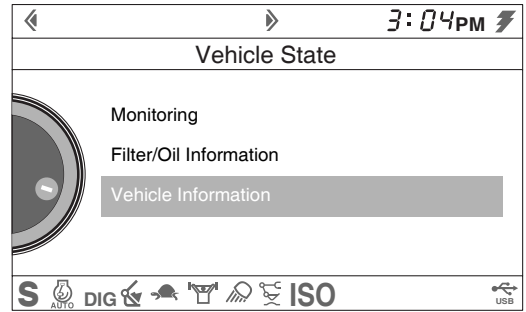 3:04PM
Vehicle State
Monitoring
Filter/Oil Information
Vehicle Information
S AUTO DIG ISO USB